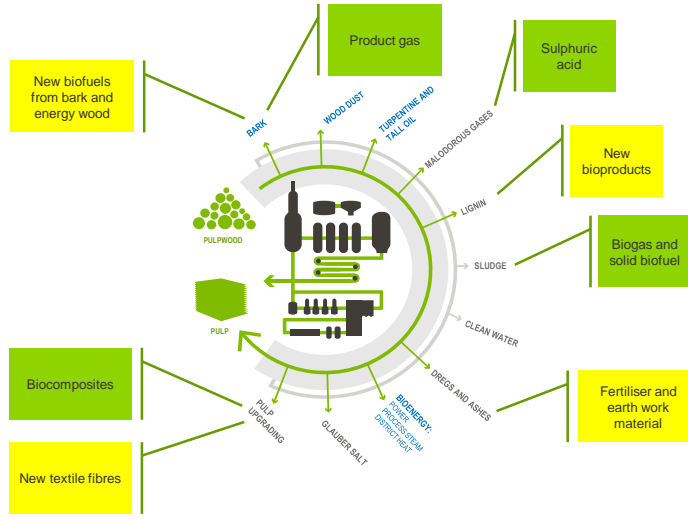 Product gas
Sulphuric
acid
New biofuels
from bark and
energy wood
BARK
WOOD DUST
TURPENTINE AND
TALL OIL
MALODOROUS GASES
New
bioproducts
LIGNIN
PULPWOOD
Biogas and
solid biofuel
SLUDGE
PULP
CLEAN WATER
Biocomposites
DREGS AND ASHES
Fertiliser and
earth work
material
PULP
UPGRADING
GLAUBER SALT
BIOENERGY:
POWER
PROCESS STEAM
DISTRICT HEAT
New textile fibres